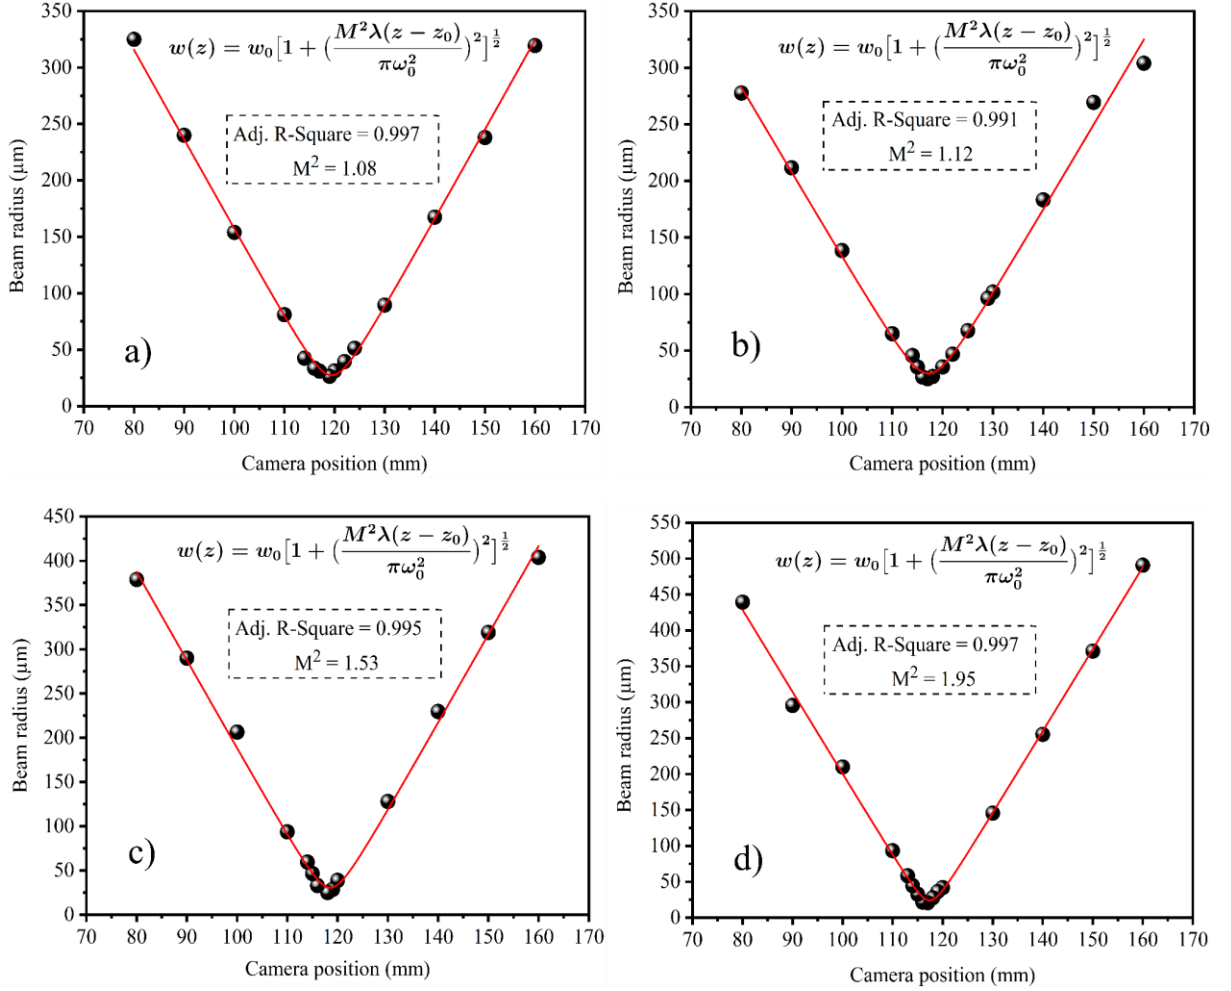 350
300
250
200
150
100
50
0
Beam radius (μm)
w(z) = w₀[1 + (M²λ(z − z₀)/πω₀²)²]^½
Adj. R-Square = 0.997
M² = 1.08
a)
70 80 90 100 110 120 130 140 150 160 170
Camera position (mm)
350
300
250
200
150
100
50
0
Beam radius (μm)
w(z) = w₀[1 + (M²λ(z − z₀)/πω₀²)²]^½
Adj. R-Square = 0.991
M² = 1.12
b)
70 80 90 100 110 120 130 140 150 160 170
Camera position (mm)
450
400
350
300
250
200
150
100
50
0
Beam radius (μm)
w(z) = w₀[1 + (M²λ(z − z₀)/πω₀²)²]^½
Adj. R-Square = 0.995
M² = 1.53
c)
70 80 90 100 110 120 130 140 150 160 170
Camera position (mm)
550
500
450
400
350
300
250
200
150
100
50
0
Beam radius (μm)
w(z) = w₀[1 + (M²λ(z − z₀)/πω₀²)²]^½
Adj. R-Square = 0.997
M² = 1.95
d)
70 80 90 100 110 120 130 140 150 160 170
Camera position (mm)